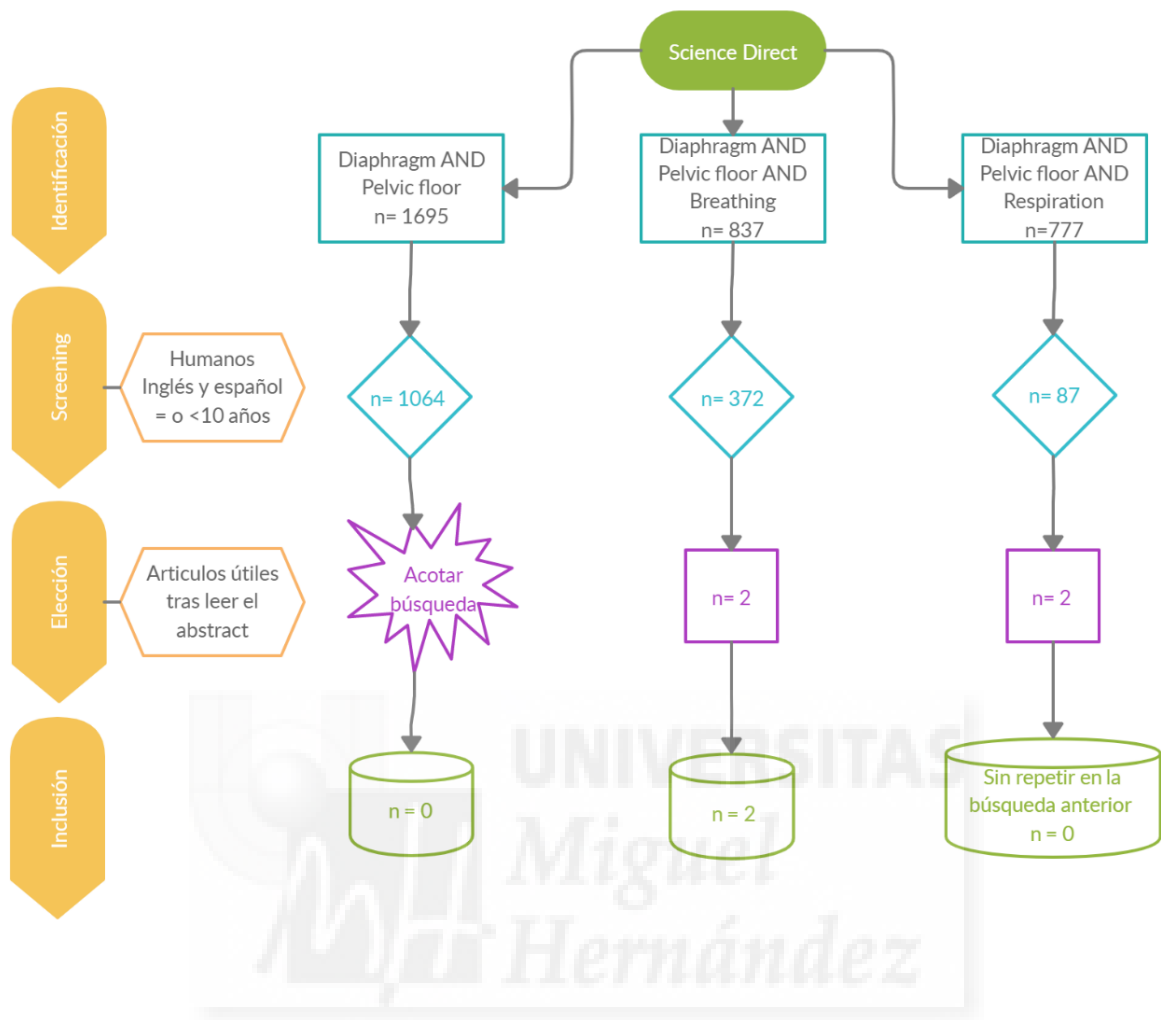 Science Direct
Identificación
Diaphragm AND
Pelvic floor
n= 1695
Diaphragm AND
Pelvic floor AND
Breathing
n= 837
Diaphragm AND
Pelvic floor AND
Respiration
n=777
Screening
Humanos
Inglés y español
= o <10 años
n= 1064
n= 372
n= 87
Elección
Articulos útiles
tras leer el
abstract
Acotar
búsqueda
n= 2
n= 2
Inclusión
n = 0
n = 2
Sin repetir en la
búsqueda anterior
n = 0
UNIVERSITAS
Miguel
Hernández